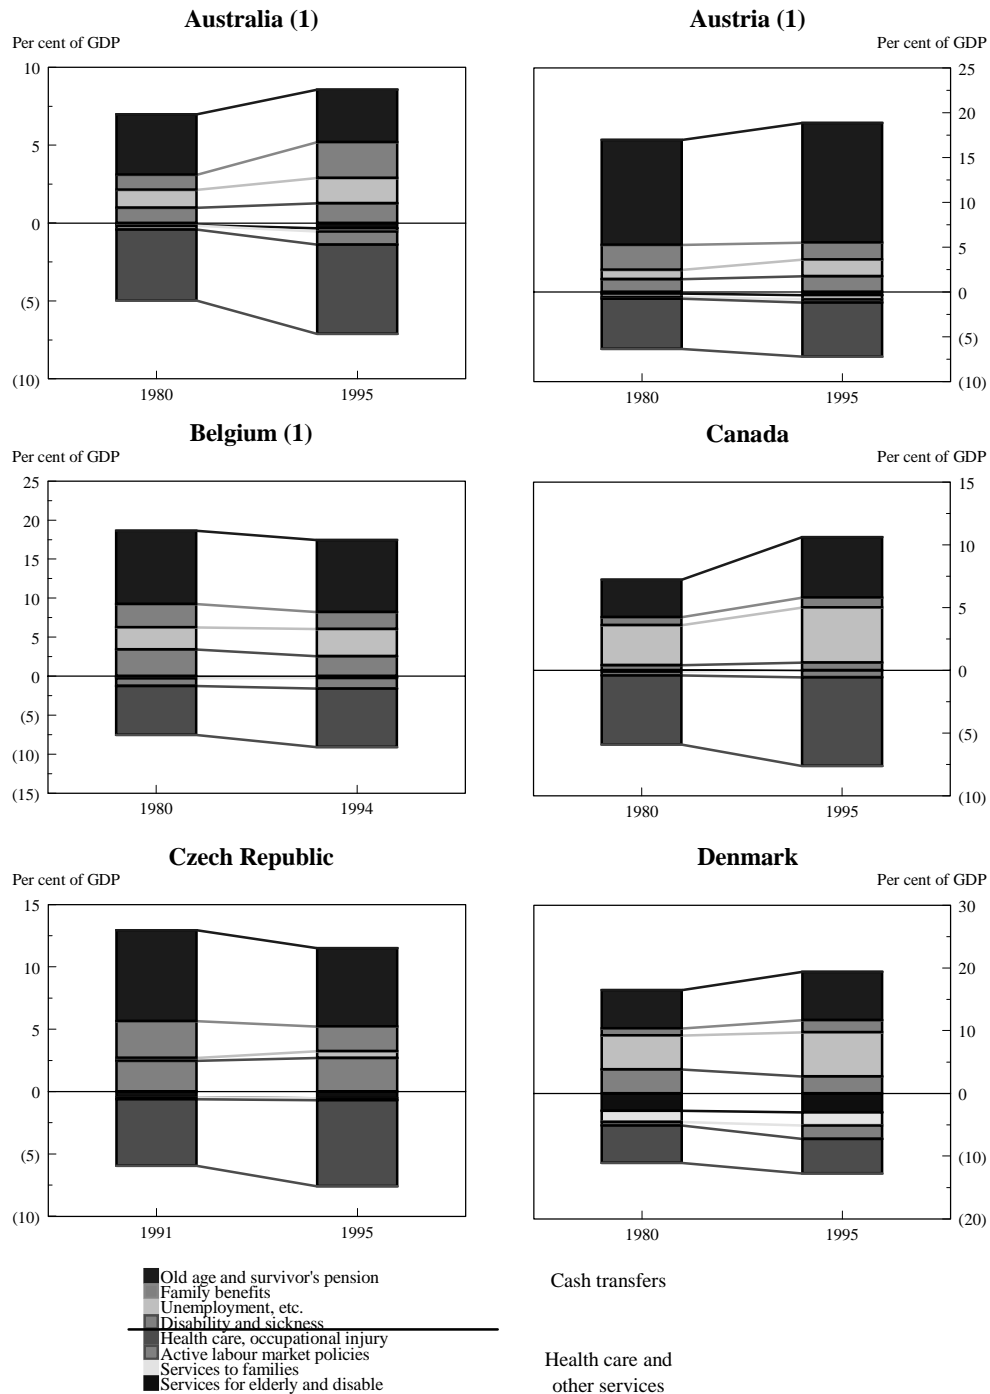 Australia (1)
Per cent of GDP
10
5
0
(5)
(10)
1980
1995
Austria (1)
Per cent of GDP
25
20
15
10
5
0
(5)
(10)
1980
1995
Belgium (1)
Per cent of GDP
25
20
15
10
5
0
(5)
(10)
(15)
1980
1994
Canada
Per cent of GDP
15
10
5
0
(5)
(10)
1980
1995
Czech Republic
Per cent of GDP
15
10
5
0
(5)
(10)
1991
1995
Denmark
Per cent of GDP
30
20
10
0
(10)
(20)
1980
1995
Old age and survivor's pension
Family benefits
Unemployment, etc.
Disability and sickness
Health care, occupational injury
Active labour market policies
Services to families
Services for elderly and disable
Cash transfers
Health care and
other services